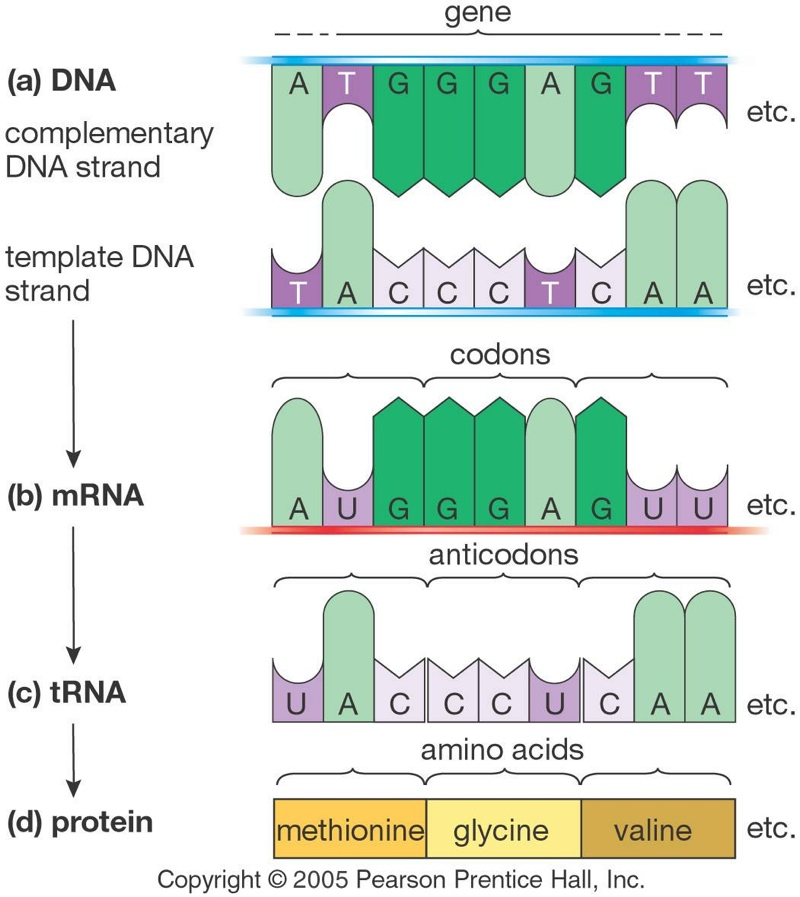 gene
(a) DNA
A T G G G A G T T etc.
complementary
DNA strand
template DNA
strand
T A C C C T C A A etc.
codons
(b) mRNA
A U G G G A G U U etc.
anticodons
(c) tRNA
U A C C C U C A A etc.
amino acids
(d) protein
methionine glycine valine etc.
Copyright © 2005 Pearson Prentice Hall, Inc.